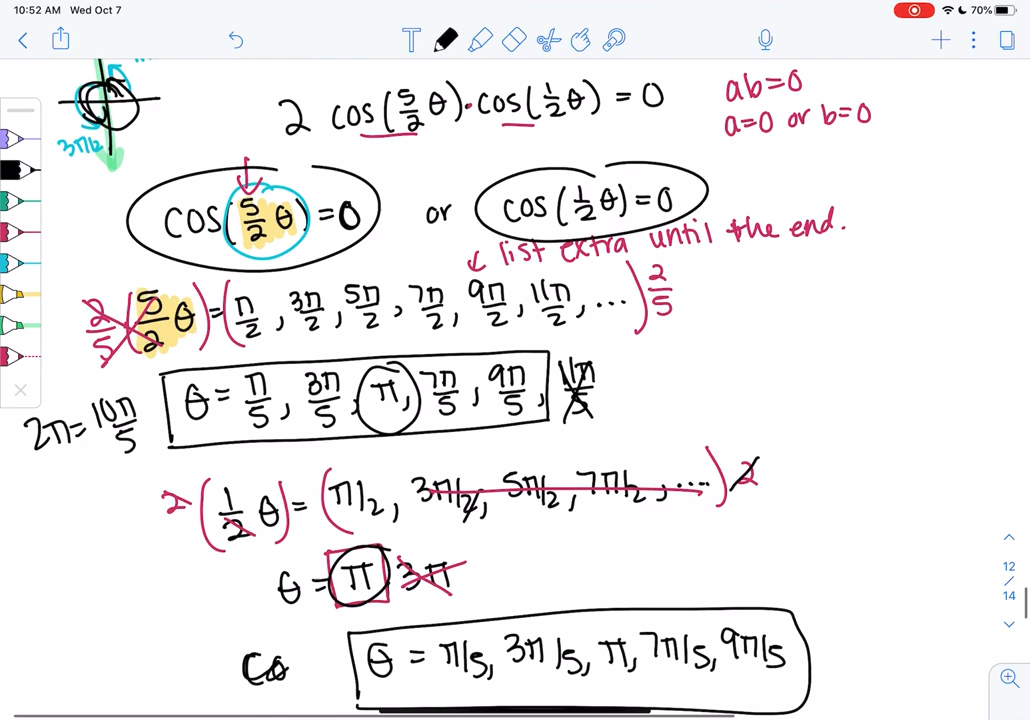 10:52 AM Wed Oct 7
70%
3π/2
2 cos(5/2 θ)·cos(1/2 θ) = 0
ab=0
a=0 or b=0
cos(5/2 θ) = 0 or cos(1/2 θ) = 0
↙ list extra until the end.
2/5 (5/2 θ) = (π/2, 3π/2, 5π/2, 7π/2, 9π/2, 11π/2, ...) 2/5
θ = π/5, 3π/5, π, 7π/5, 9π/5, 11π/5
2π = 10π/5
2 (1/2 θ) = (π/2, 3π/2, 5π/2, 7π/2, ....) 2
θ = π 3π
Co
θ = π/5, 3π/5, π, 7π/5, 9π/5
12
/
14